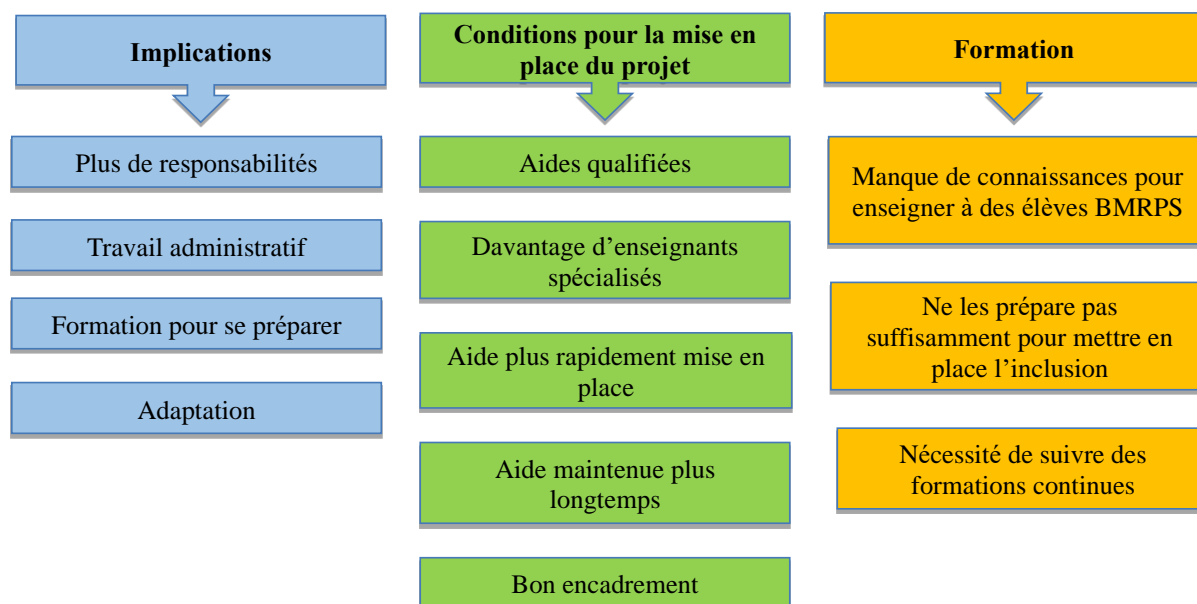 Implications
Plus de responsabilités
Travail administratif
Formation pour se préparer
Adaptation
Conditions pour la mise en
place du projet
Aides qualifiées
Davantage d’enseignants
spécialisés
Aide plus rapidement mise en
place
Aide maintenue plus
longtemps
Bon encadrement
Formation
Manque de connaissances pour
enseigner à des élèves BMRPS
Ne les prépare pas
suffisamment pour mettre en
place l’inclusion
Nécessité de suivre des
formations continues